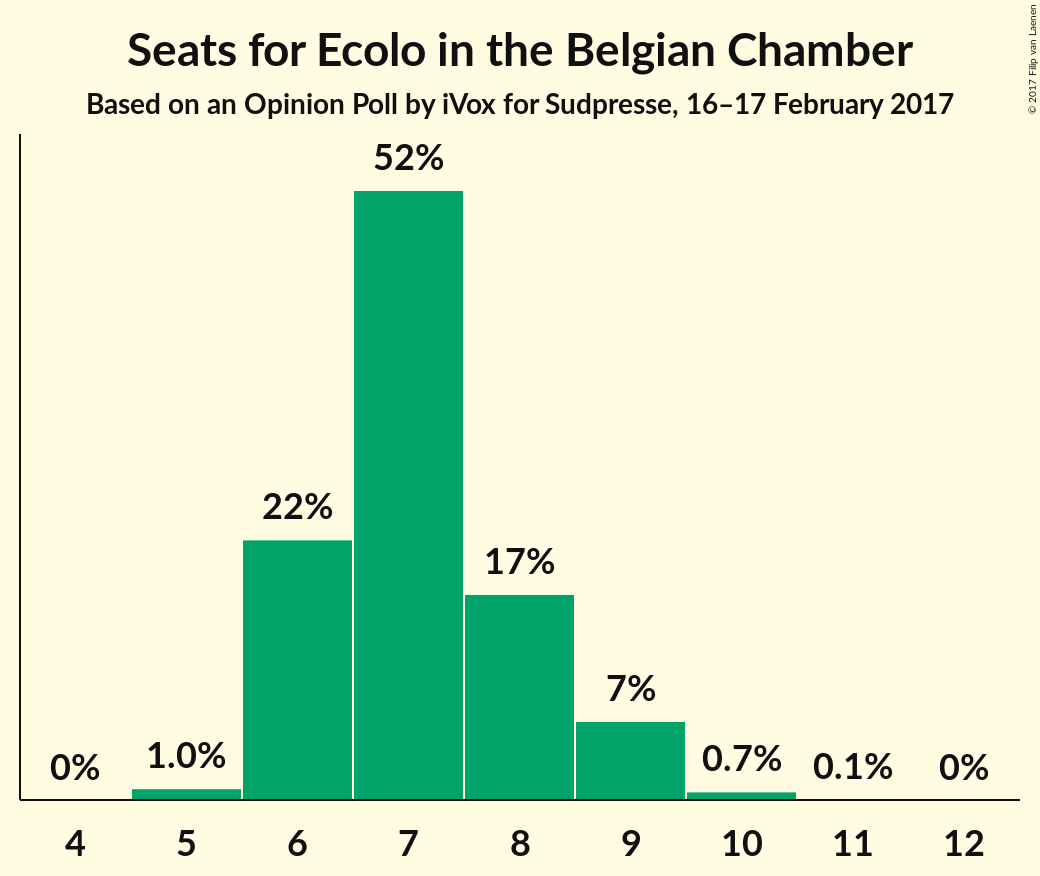 Seats for Ecolo in the Belgian Chamber
Based on an Opinion Poll by iVox for Sudpresse, 16–17 February 2017
© 2017 Filip van Laenen
52%
22%
17%
7%
1.0%
0.7%
0.1%
0%
0%
4 5 6 7 8 9 10 11 12